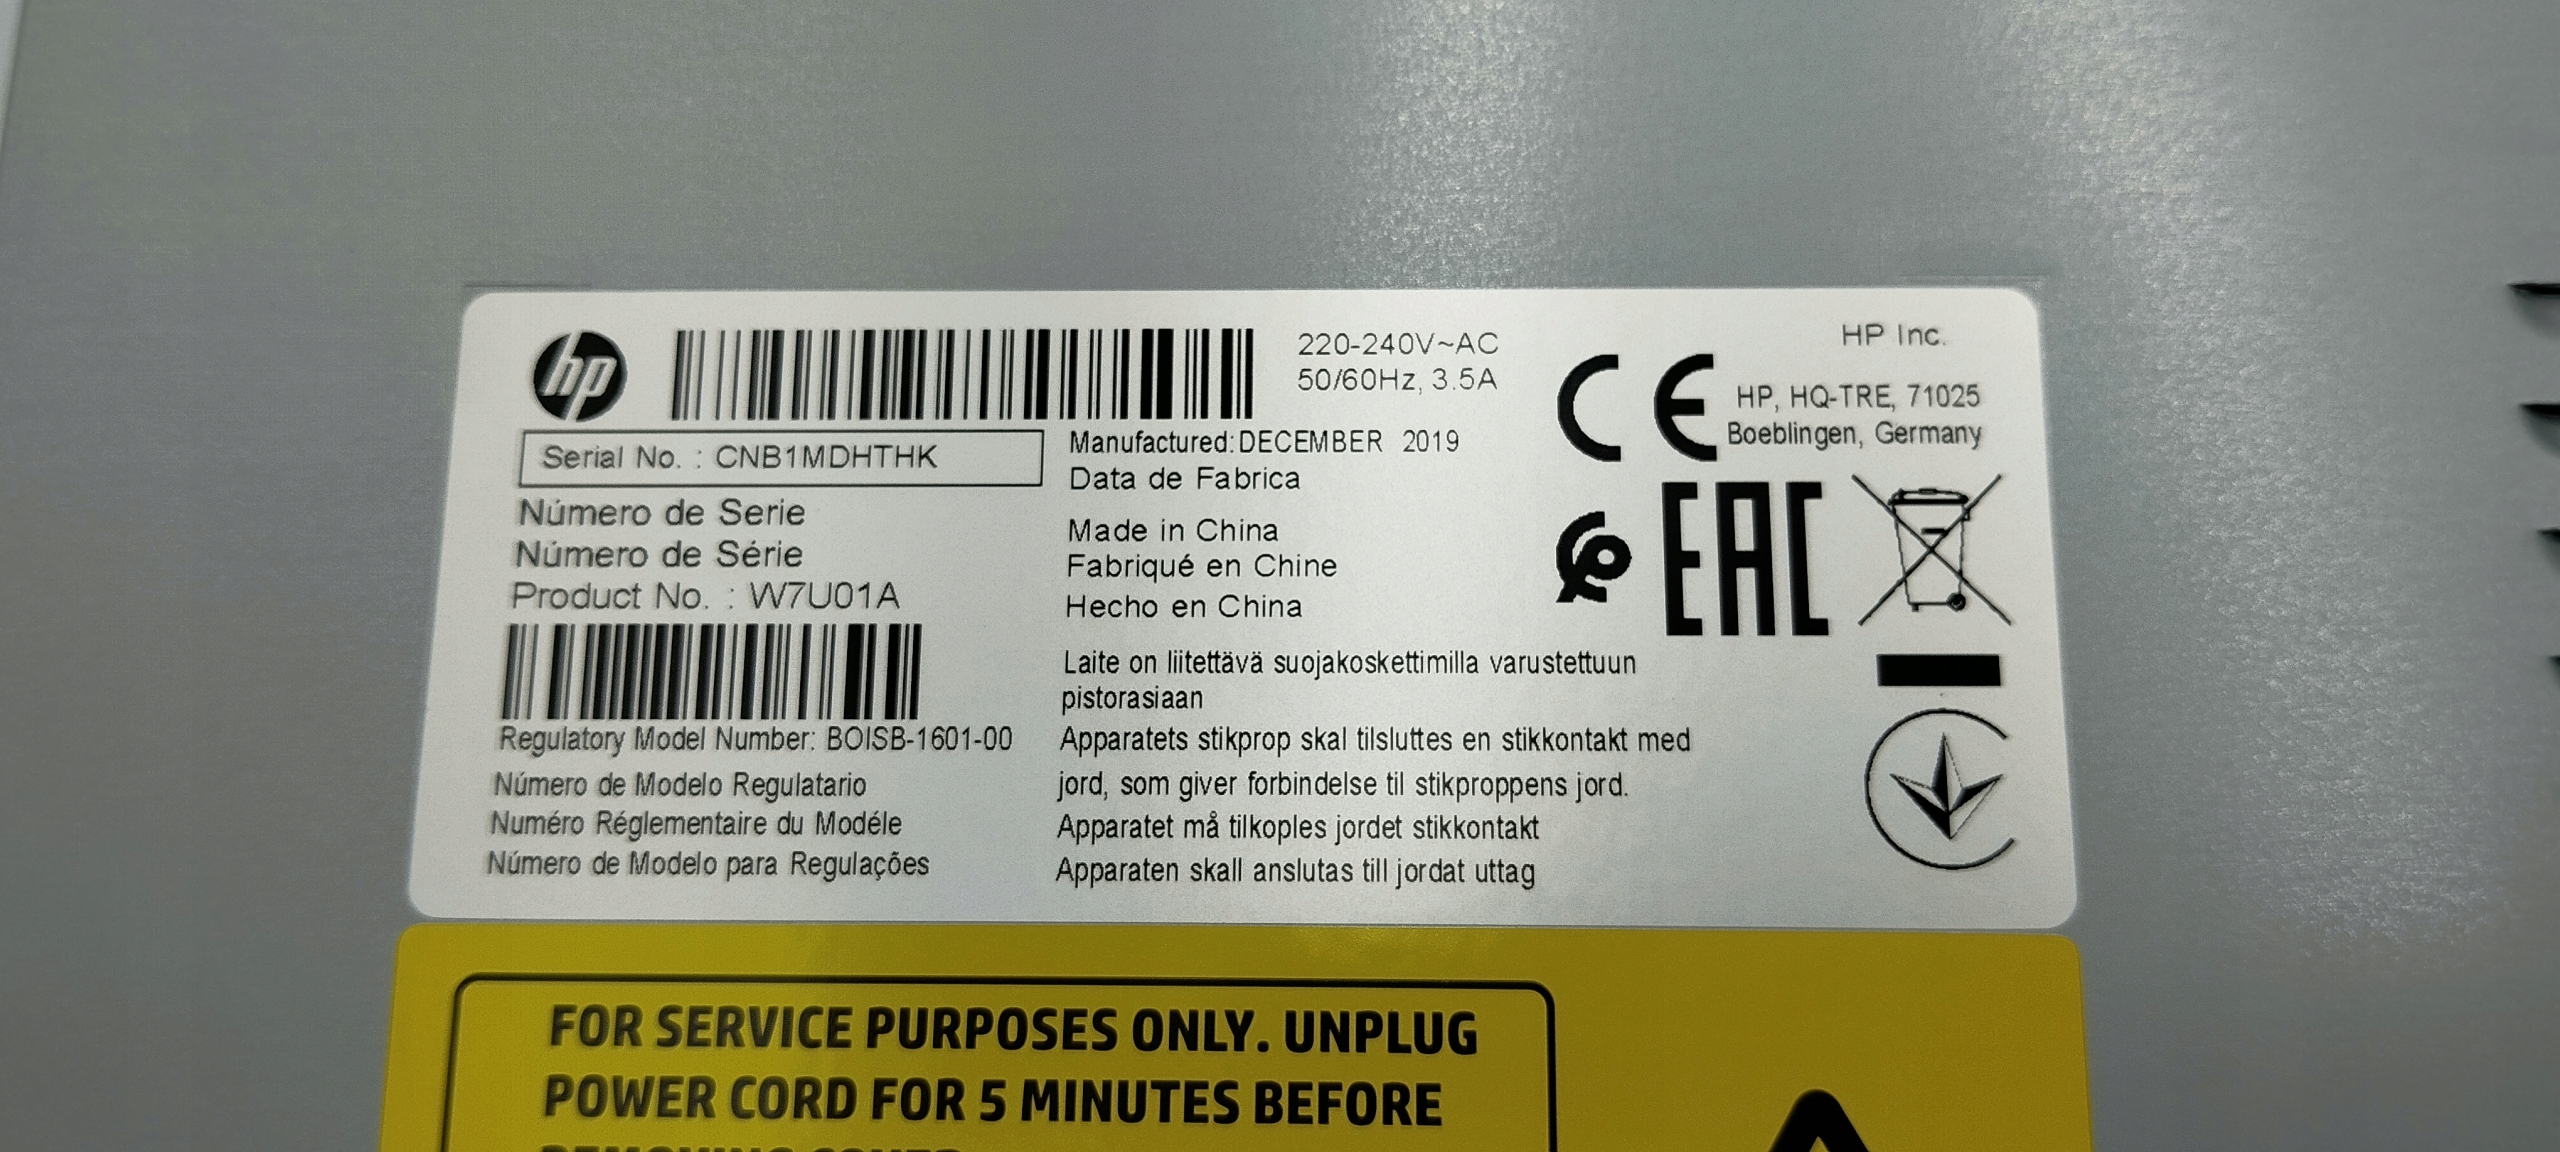 hp
220-240V~AC
50/60Hz, 3.5A
HP Inc.
HP, HQ-TRE, 71025
Boeblingen, Germany
Serial No. : CNB1MDHTHK
Número de Serie
Número de Série
Product No. : W7U01A
Manufactured:DECEMBER 2019
Data de Fabrica
Made in China
Fabriqué en Chine
Hecho en China
CE
EAC
Regulatory Model Number: BOISB-1601-00
Número de Modelo Regulatario
Numéro Réglementaire du Modéle
Número de Modelo para Regulações
Laite on liitettävä suojakoskettimilla varustettuun
pistorasiaan
Apparatets stikprop skal tilsluttes en stikkontakt med
jord, som giver forbindelse til stikproppens jord.
Apparatet må tilkoples jordet stikkontakt
Apparaten skall anslutas till jordat uttag
FOR SERVICE PURPOSES ONLY. UNPLUG
POWER CORD FOR 5 MINUTES BEFORE